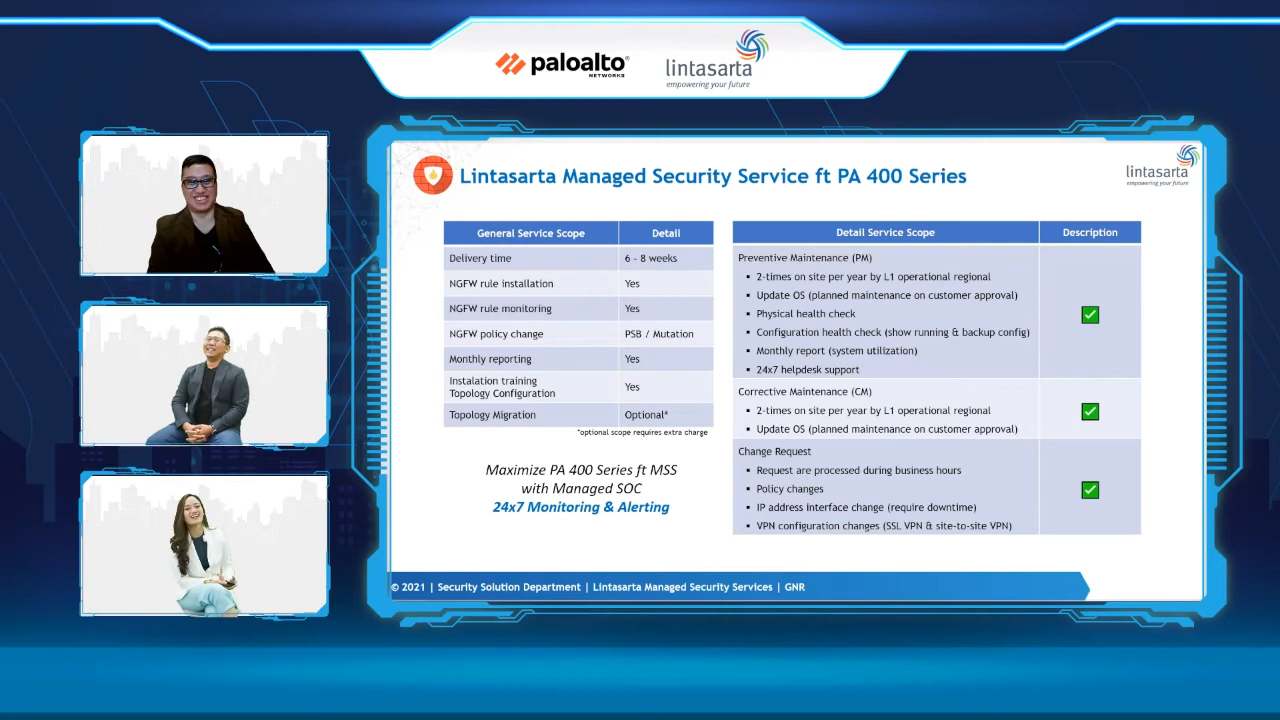 paloalto
NETWORKS
lintasarta
empowering your future
Lintasarta Managed Security Service ft PA 400 Series
lintasarta
empowering your future
General Service Scope Detail
Delivery time 6 - 8 weeks
NGFW rule installation Yes
NGFW rule monitoring Yes
NGFW policy change PSB / Mutation
Monthly reporting Yes
Instalation training
Topology Configuration Yes
Topology Migration Optional*
*optional scope requires extra charge
Maximize PA 400 Series ft MSS
with Managed SOC
24x7 Monitoring & Alerting
Detail Service Scope Description
Preventive Maintenance (PM)
▪ 2-times on site per year by L1 operational regional
▪ Update OS (planned maintenance on customer approval)
▪ Physical health check
▪ Configuration health check (show running & backup config)
▪ Monthly report (system utilization)
▪ 24x7 helpdesk support
Corrective Maintenance (CM)
▪ 2-times on site per year by L1 operational regional
▪ Update OS (planned maintenance on customer approval)
Change Request
▪ Request are processed during business hours
▪ Policy changes
▪ IP address interface change (require downtime)
▪ VPN configuration changes (SSL VPN & site-to-site VPN)
© 2021 | Security Solution Department | Lintasarta Managed Security Services | GNR